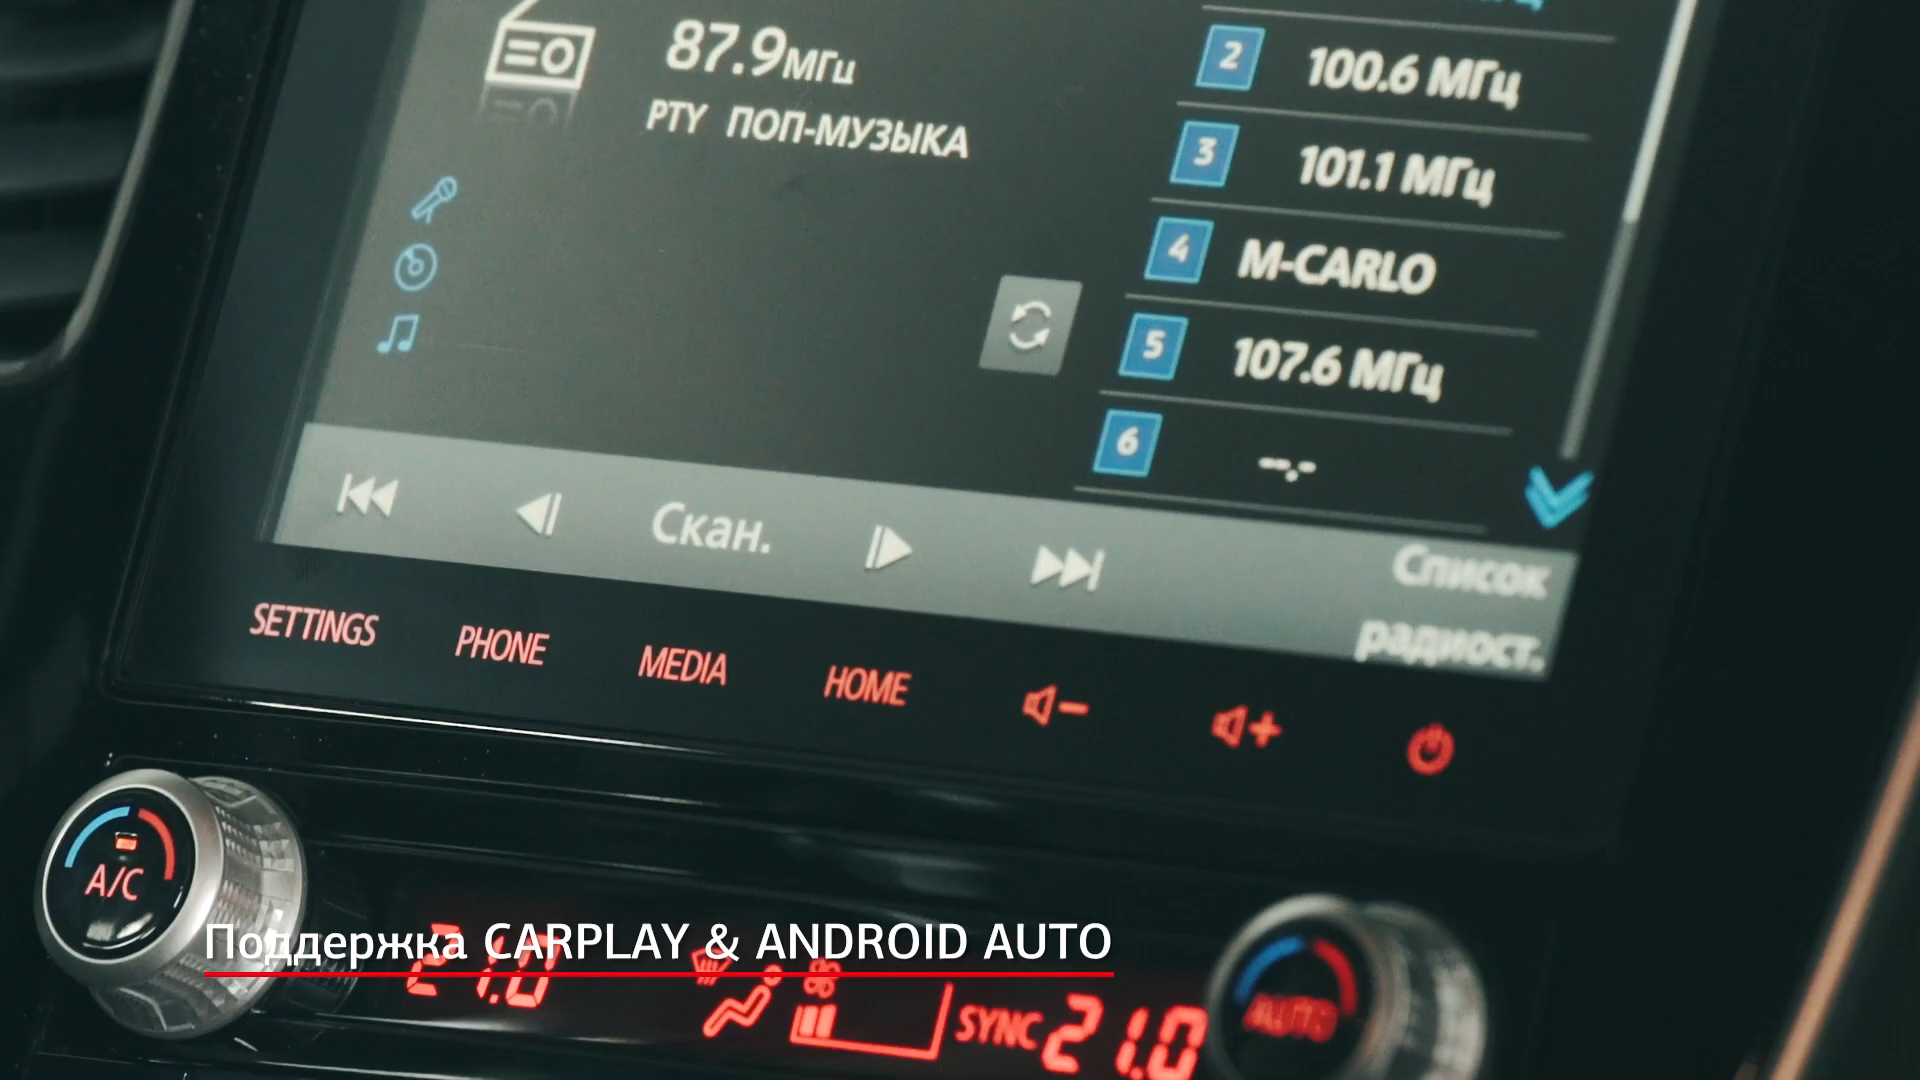 87.9МГц
PTY ПОП-МУЗЫКА
2 100.6 МГц
3 101.1 МГц
4 M-CARLO
5 107.6 МГц
6 --.-
Скан.
Список
радиост.
SETTINGS
PHONE
MEDIA
HOME
A/C
Поддержка CARPLAY & ANDROID AUTO
21.0
SYNC 21.0
AUTO